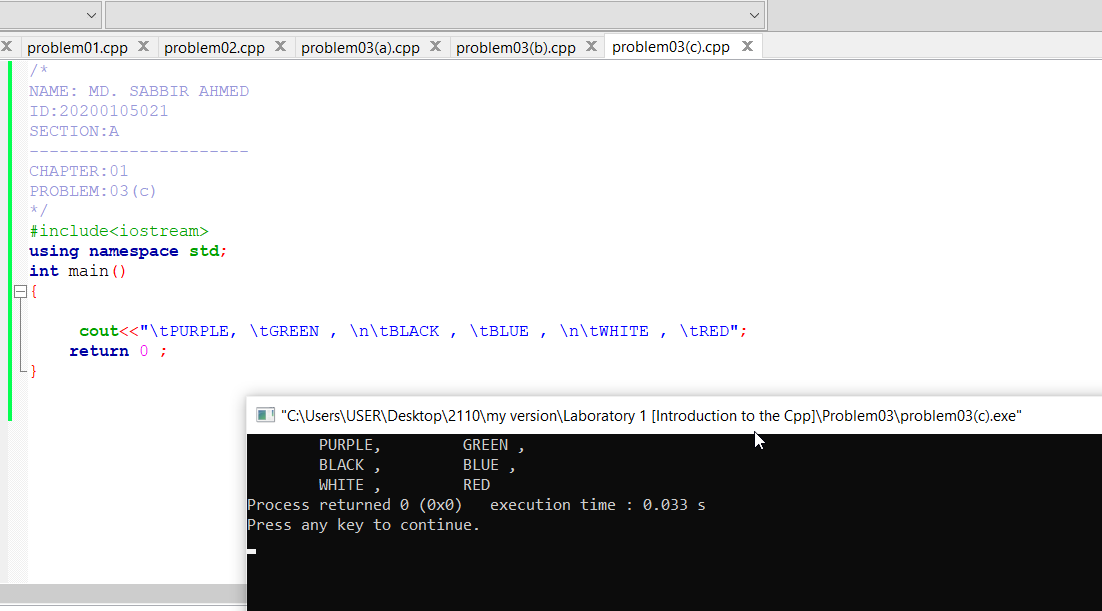 problem01.cpp X problem02.cpp X problem03(a).cpp X problem03(b).cpp X problem03(c).cpp X
/*
NAME: MD. SABBIR AHMED
ID:20200105021
SECTION:A
----------------------
CHAPTER:01
PROBLEM:03(c)
*/
#include<iostream>
using namespace std;
int main()
{
cout<<"\tPURPLE, \tGREEN , \n\tBLACK , \tBLUE , \n\tWHITE , \tRED";
return 0 ;
}
"C:\Users\USER\Desktop\2110\my version\Laboratory 1 [Introduction to the Cpp]\Problem03\problem03(c).exe"
PURPLE, GREEN ,
BLACK , BLUE ,
WHITE , RED
Process returned 0 (0x0) execution time : 0.033 s
Press any key to continue.